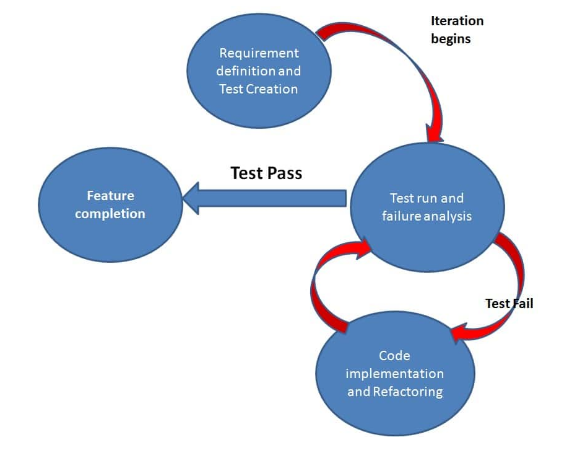 Iteration
begins
Requirement
definition and
Test Creation
Test Pass
Feature
completion
Test run and
failure analysis
Test Fail
Code
implementation
and Refactoring